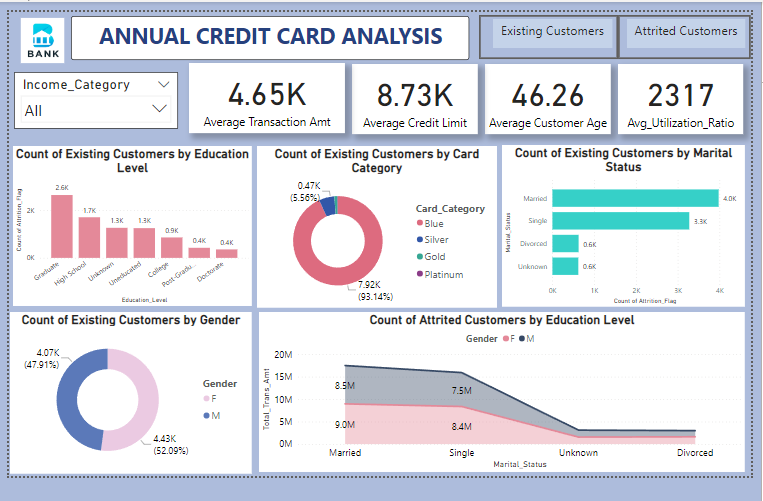 BANK
ANNUAL CREDIT CARD ANALYSIS
Existing Customers
Attrited Customers
Income_Category
All
4.65K
Average Transaction Amt
8.73K
Average Credit Limit
46.26
Average Customer Age
2317
Avg_Utilization_Ratio
Count of Existing Customers by Education
Level
Count of Attrition_Flag
2K
0K
2.6K
1.7K
1.3K
1.3K
0.9K
0.4K
0.4K
Graduate
High School
Unknown
Uneducated
College
Post-Gradu...
Doctorate
Education_Level
Count of Existing Customers by Card
Category
0.47K
(5.56%)
7.92K
(93.14%)
Card_Category
Blue
Silver
Gold
Platinum
Count of Existing Customers by Marital
Status
Marital_Status
Married
4.0K
Single
3.3K
Divorced
0.6K
Unknown
0.6K
0K
1K
2K
3K
4K
Count of Attrition_Flag
Count of Existing Customers by Gender
4.07K
(47.91%)
4.43K
(52.09%)
Gender
F
M
Count of Attrited Customers by Education Level
Gender F M
Total_Trans_Amt
20M
15M
10M
5M
0M
8.5M
7.5M
9.0M
8.4M
Married
Single
Unknown
Divorced
Marital_Status